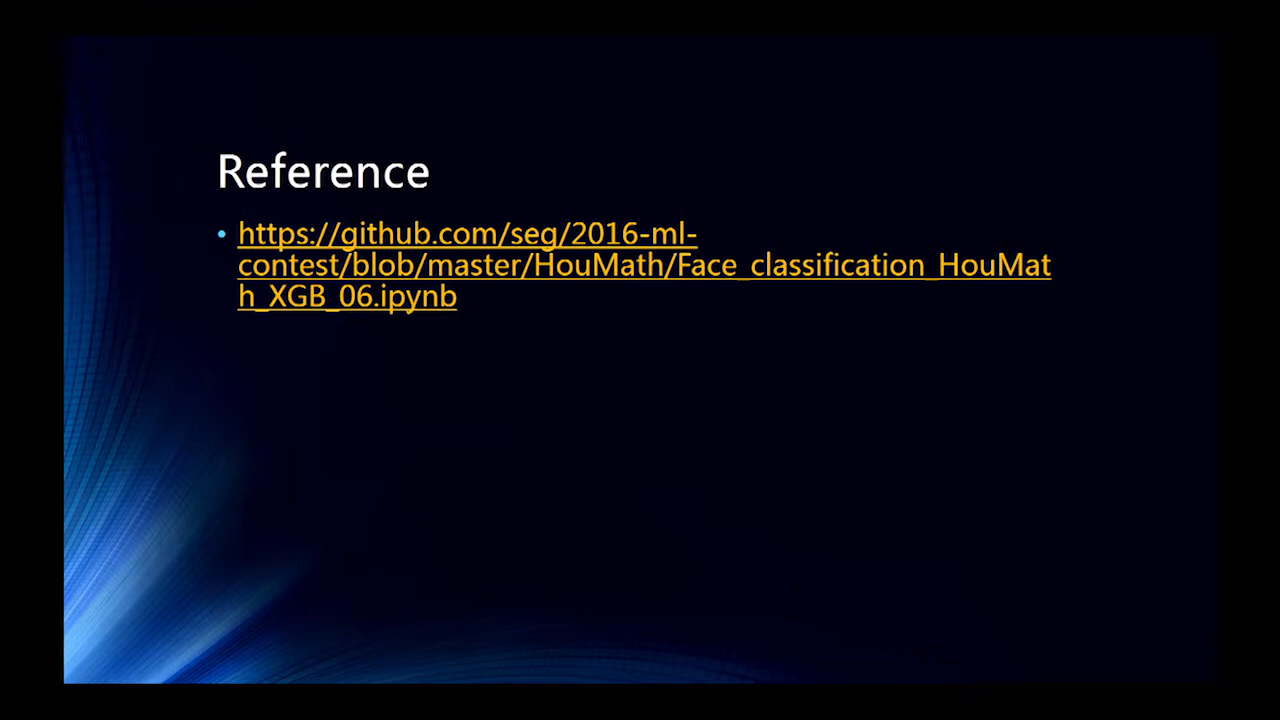 Reference
• https://github.com/seg/2016-ml-
contest/blob/master/HouMath/Face_classification_HouMat
h_XGB_06.ipynb